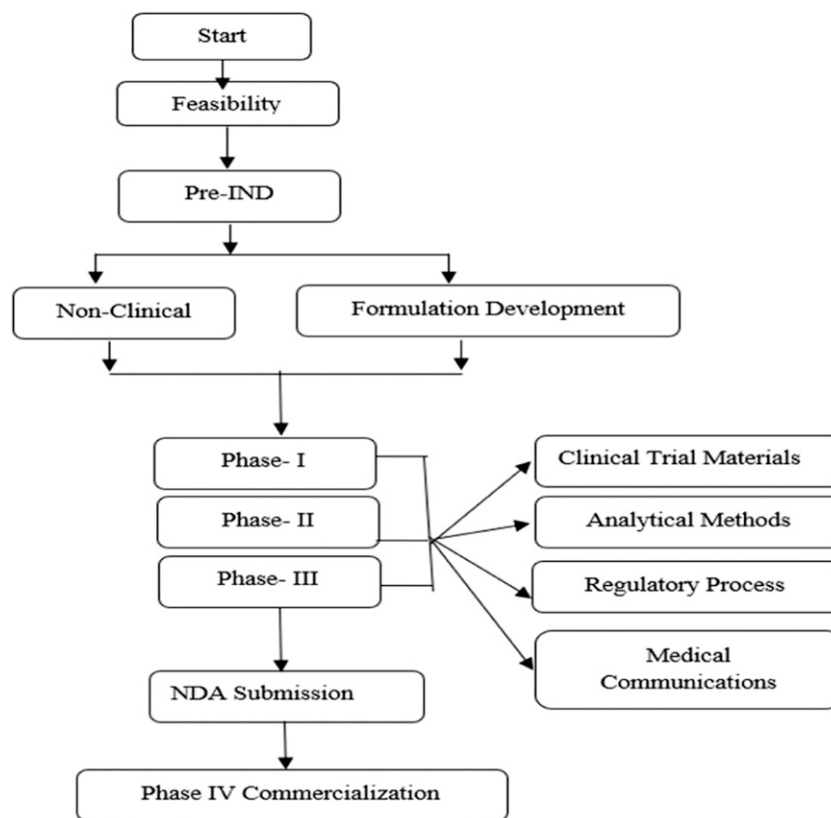 Start
Feasibility
Pre-IND
Non-Clinical
Formulation Development
Phase- I
Phase- II
Phase- III
Clinical Trial Materials
Analytical Methods
Regulatory Process
Medical
Communications
NDA Submission
Phase IV Commercialization